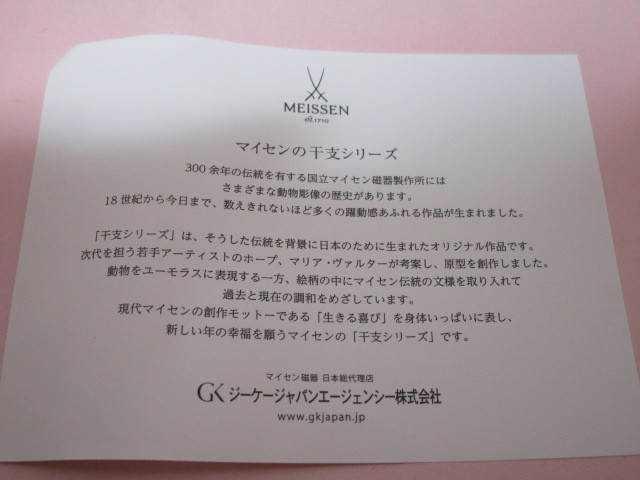 MEISSEN
est.1710
マイセンの干支シリーズ
300 余年の伝統を有する国立マイセン磁器製作所には
さまざまな動物彫像の歴史があります。
18 世紀から今日まで、数えきれないほど多くの躍動感あふれる作品が生まれました。
「干支シリーズ」は、そうした伝統を背景に日本のために生まれたオリジナル作品です。
次代を担う若手アーティストのホープ、マリア・ヴァルターが考案し、原型を創作しました。
動物をユーモラスに表現する一方、絵柄の中にマイセン伝統の文様を取り入れて
過去と現在の調和をめざしています。
現代マイセンの創作モットーである「生きる喜び」を身体いっぱいに表し、
新しい年の幸福を願うマイセンの「干支シリーズ」です。
マイセン磁器 日本総代理店
GK ジーケージャパンエージェンシー株式会社
www.gkjapan.jp